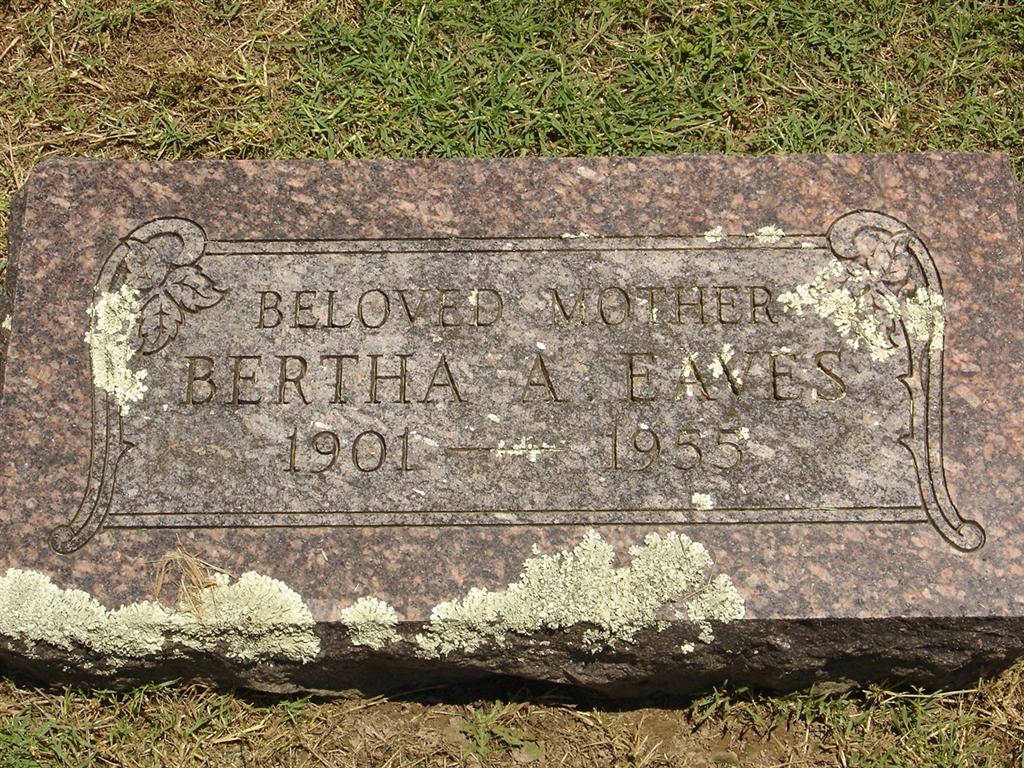 BELOVED MOTHER
BERTHA A. EAVES
1901 — 1955